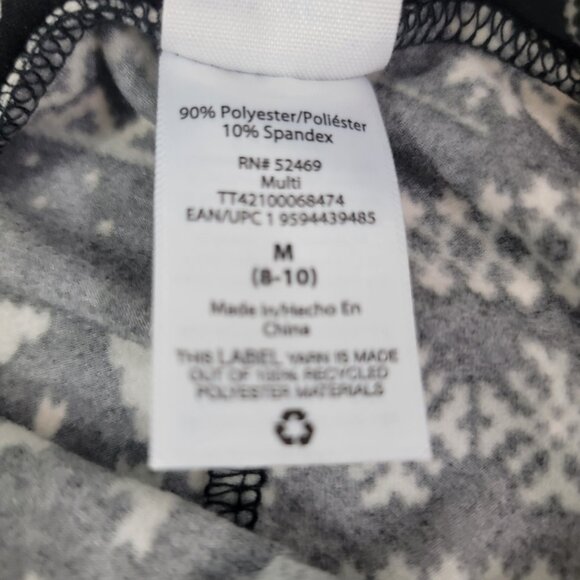 90% Polyester/Poliéster
10% Spandex
RN# 52469
Multi
TT42100068474
EAN/UPC 1 9594439485
M
(8-10)
Made In/Hecho En
China
THIS LABEL YARN IS MADE
OUT OF 100% RECYCLED
POLYESTER MATERIALS